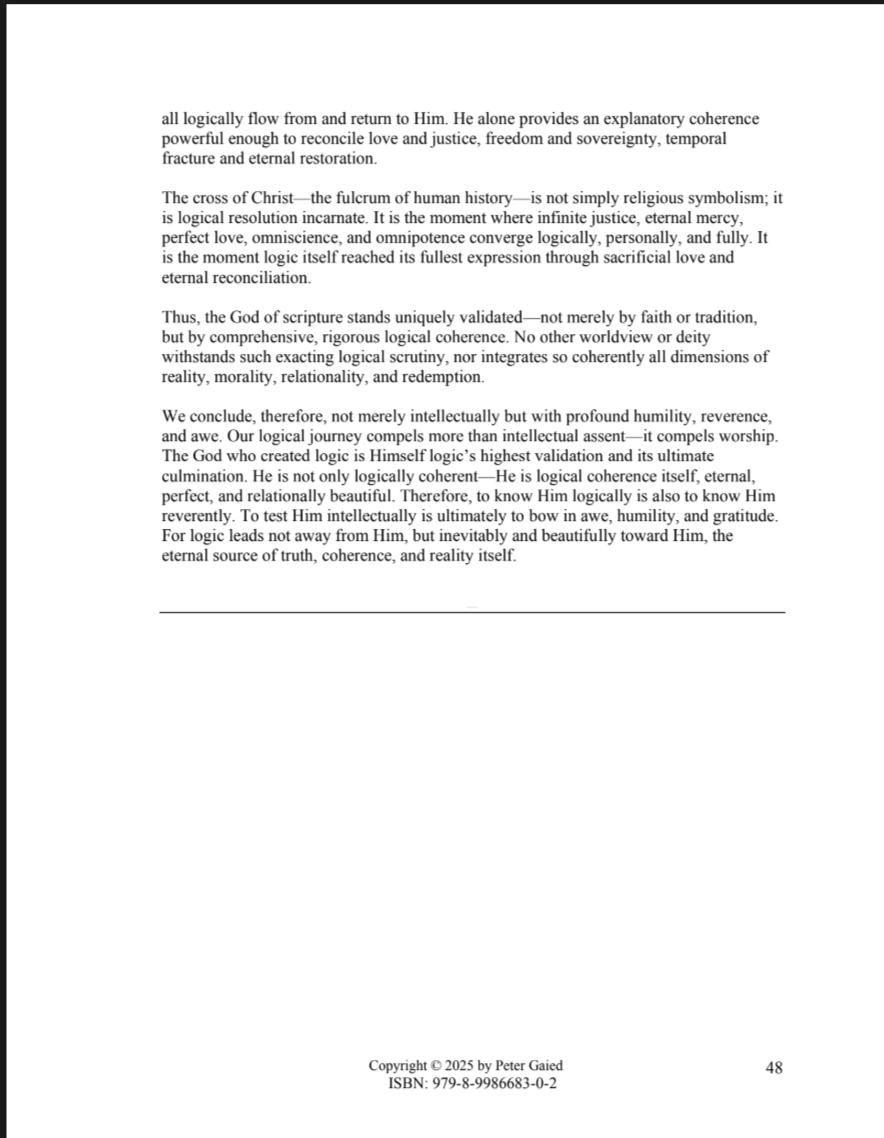 all logically flow from and return to Him. He alone provides an explanatory coherence
powerful enough to reconcile love and justice, freedom and sovereignty, temporal
fracture and eternal restoration.
The cross of Christ—the fulcrum of human history—is not simply religious symbolism; it
is logical resolution incarnate. It is the moment where infinite justice, eternal mercy,
perfect love, omniscience, and omnipotence converge logically, personally, and fully. It
is the moment logic itself reached its fullest expression through sacrificial love and
eternal reconciliation.
Thus, the God of scripture stands uniquely validated—not merely by faith or tradition,
but by comprehensive, rigorous logical coherence. No other worldview or deity
withstands such exacting logical scrutiny, nor integrates so coherently all dimensions of
reality, morality, relationality, and redemption.
We conclude, therefore, not merely intellectually but with profound humility, reverence,
and awe. Our logical journey compels more than intellectual assent—it compels worship.
The God who created logic is Himself logic’s highest validation and its ultimate
culmination. He is not only logically coherent—He is logical coherence itself, eternal,
perfect, and relationally beautiful. Therefore, to know Him logically is also to know Him
reverently. To test Him intellectually is ultimately to bow in awe, humility, and gratitude.
For logic leads not away from Him, but inevitably and beautifully toward Him, the
eternal source of truth, coherence, and reality itself.
Copyright © 2025 by Peter Gaied
ISBN: 979-8-9986683-0-2
48